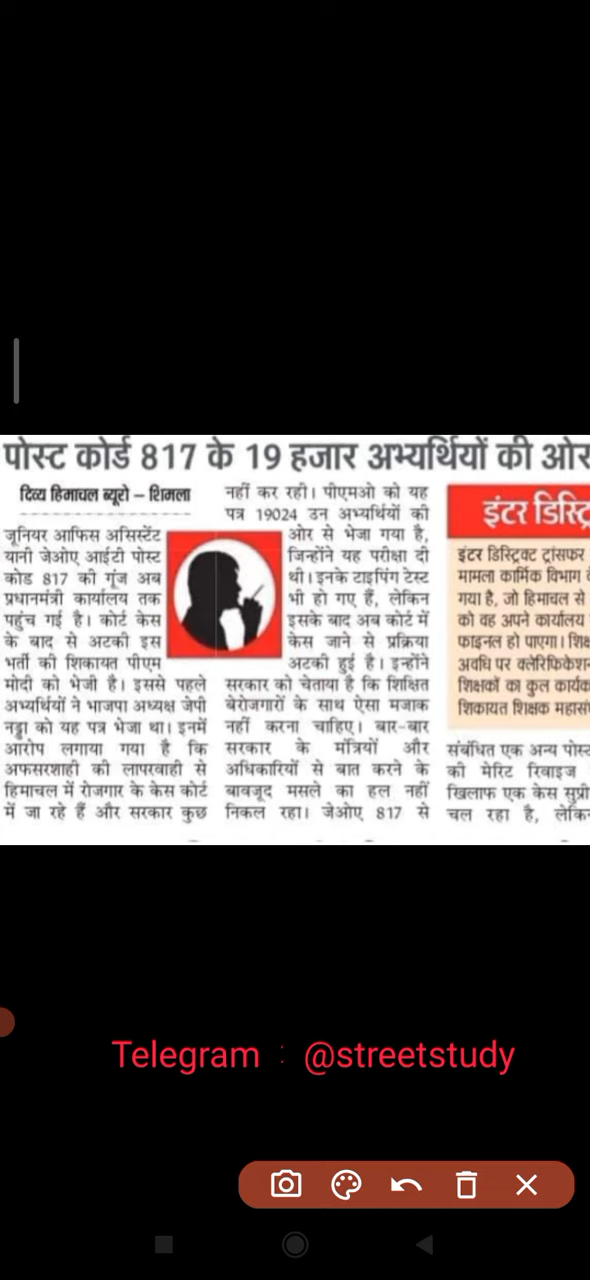 पोस्ट कोर्ड 817 के 19 हजार अभ्यर्थियों की ओर
दिव्य हिमाचल ब्यूरो – शिमला
जूनियर आफिस असिस्टेंट
यानी जेओए आईटी पोस्ट
कोड 817 की गूंज अब
प्रधानमंत्री कार्यालय तक
पहुंच गई है। कोर्ट केस
के बाद से अटकी इस
भर्ती की शिकायत पीएम
मोदी को भेजी है। इससे पहले
अभ्यर्थियों ने भाजपा अध्यक्ष जेपी
नड्डा को यह पत्र भेजा था। इनमें
आरोप लगाया गया है कि
अफसरशाही की लापरवाही से
हिमाचल में रोजगार के केस कोर्ट
में जा रहे हैं और सरकार कुछ
नहीं कर रही। पीएमओ को यह
पत्र 19024 उन अभ्यर्थियों की
ओर से भेजा गया है,
जिन्होंने यह परीक्षा दी
थी। इनके टाइपिंग टेस्ट
भी हो गए हैं, लेकिन
इसके बाद अब कोर्ट में
केस जाने से प्रक्रिया
अटकी हुई है। इन्होंने
सरकार को चेताया है कि शिक्षित
बेरोजगारों के साथ ऐसा मजाक
नहीं करना चाहिए। बार-बार
सरकार के मंत्रियों और
अधिकारियों से बात करने के
बावजूद मसले का हल नहीं
निकल रहा। जेओए 817 से
इंटर डिस्ट्रि
इंटर डिस्ट्रिक्ट ट्रांसफर
मामला कार्मिक विभाग
गया है, जो हिमाचल से
को वह अपने कार्यालय
फाइनल हो पाएगा। शि
अवधि पर क्लेरिफिकेशन
शिक्षकों का कुल कार्यक
शिकायत शिक्षक महासं
संबंधित एक अन्य पोस्ट
की मेरिट रिवाइज
खिलाफ एक केस सुप्री
चल रहा है, लेकिन
Telegram : @streetstudy